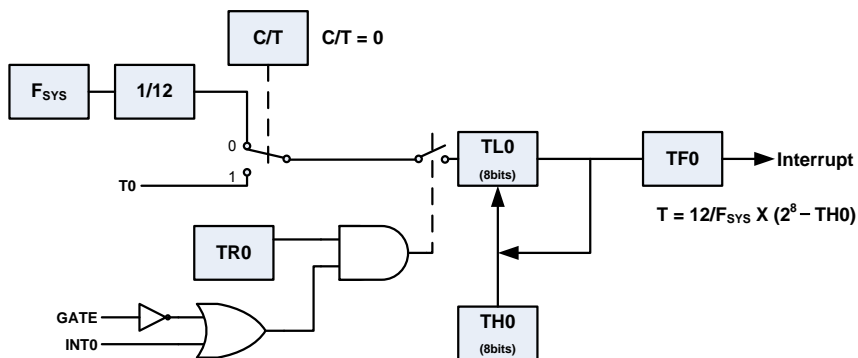 C/T
C/T = 0
FSYS
1/12
0
1
T0
TL0
(8bits)
TF0
Interrupt
T = 12/FSYS X (2⁸ – TH0)
TR0
GATE
INT0
TH0
(8bits)